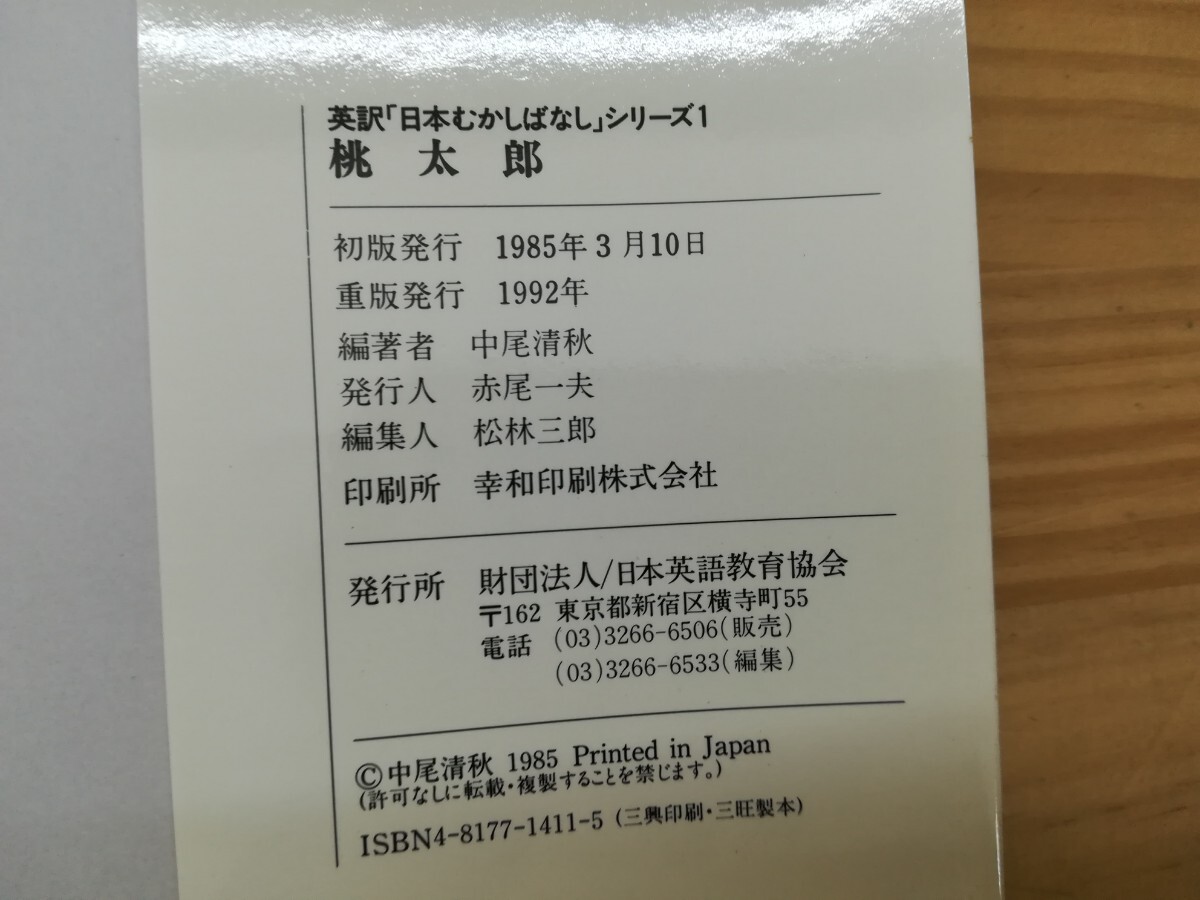 英訳「日本むかしばなし」シリーズ1
桃太郎
初版発行 1985年3月10日
重版発行 1992年
編著者 中尾清秋
発行人 赤尾一夫
編集人 松林三郎
印刷所 幸和印刷株式会社
発行所 財団法人/日本英語教育協会
〒162 東京都新宿区横寺町55
電話 (03)3266-6506(販売)
(03)3266-6533(編集)
©中尾清秋 1985 Printed in Japan
(許可なしに転載・複製することを禁じます。)
ISBN4-8177-1411-5 (三興印刷・三旺製本)